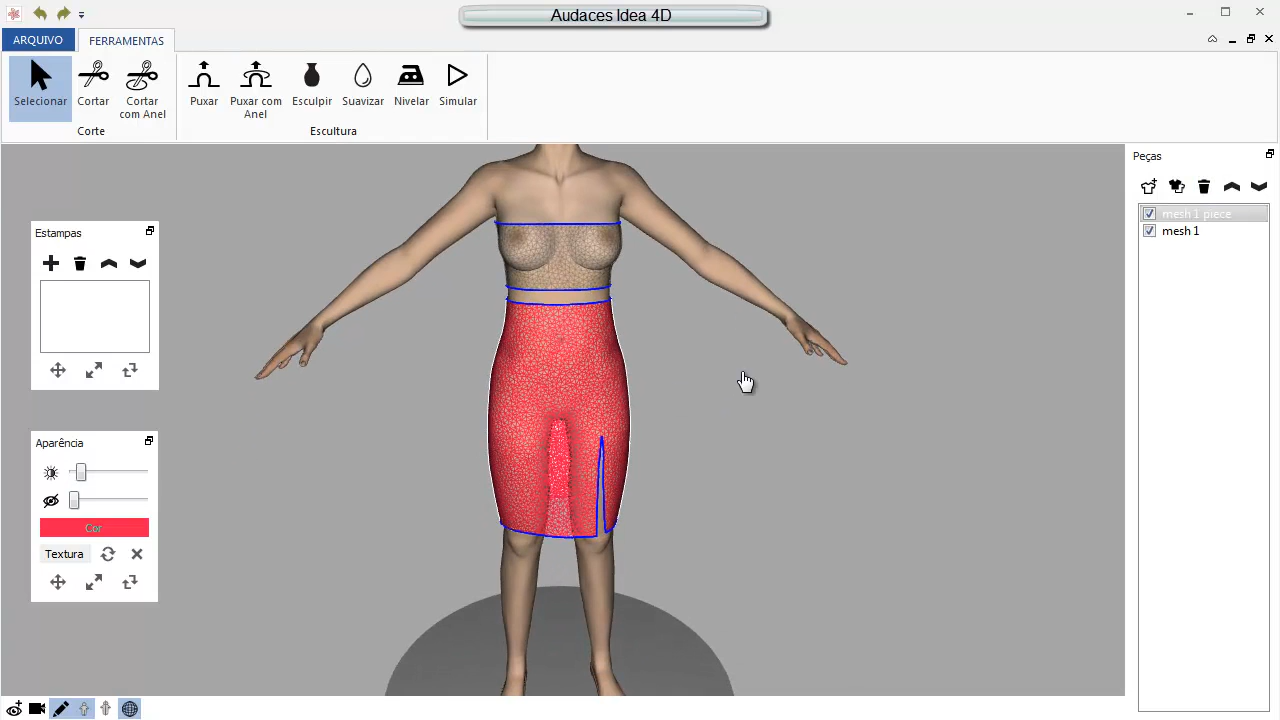 Audaces Idea 4D
ARQUIVO
FERRAMENTAS
Selecionar
Cortar
Cortar com Anel
Puxar
Puxar com Anel
Esculpir
Suavizar
Nivelar
Simular
Corte
Escultura
Peças
mesh 1 piece
mesh 1
Estampas
Aparência
Cor
Textura